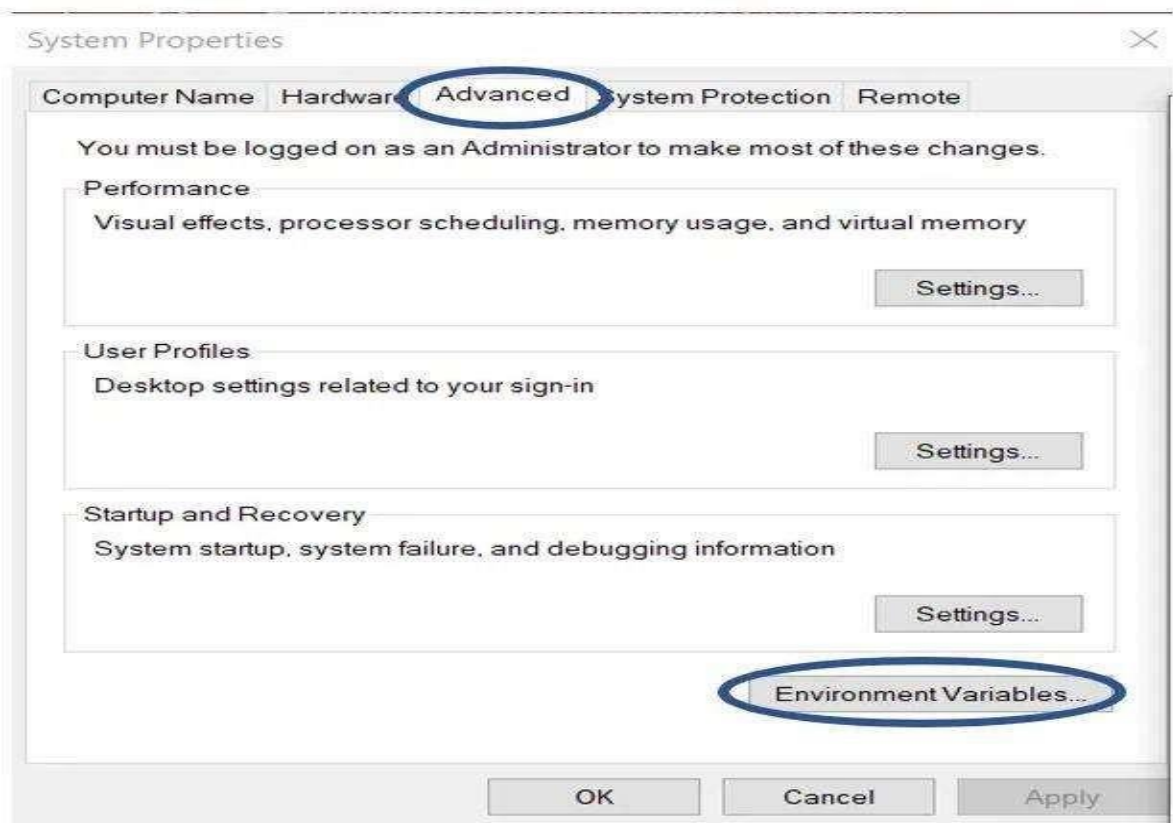 System Properties
Computer Name Hardware Advanced System Protection Remote
You must be logged on as an Administrator to make most of these changes.
Performance
Visual effects, processor scheduling, memory usage, and virtual memory
Settings...
User Profiles
Desktop settings related to your sign-in
Settings...
Startup and Recovery
System startup, system failure, and debugging information
Settings...
Environment Variables...
OK Cancel Apply